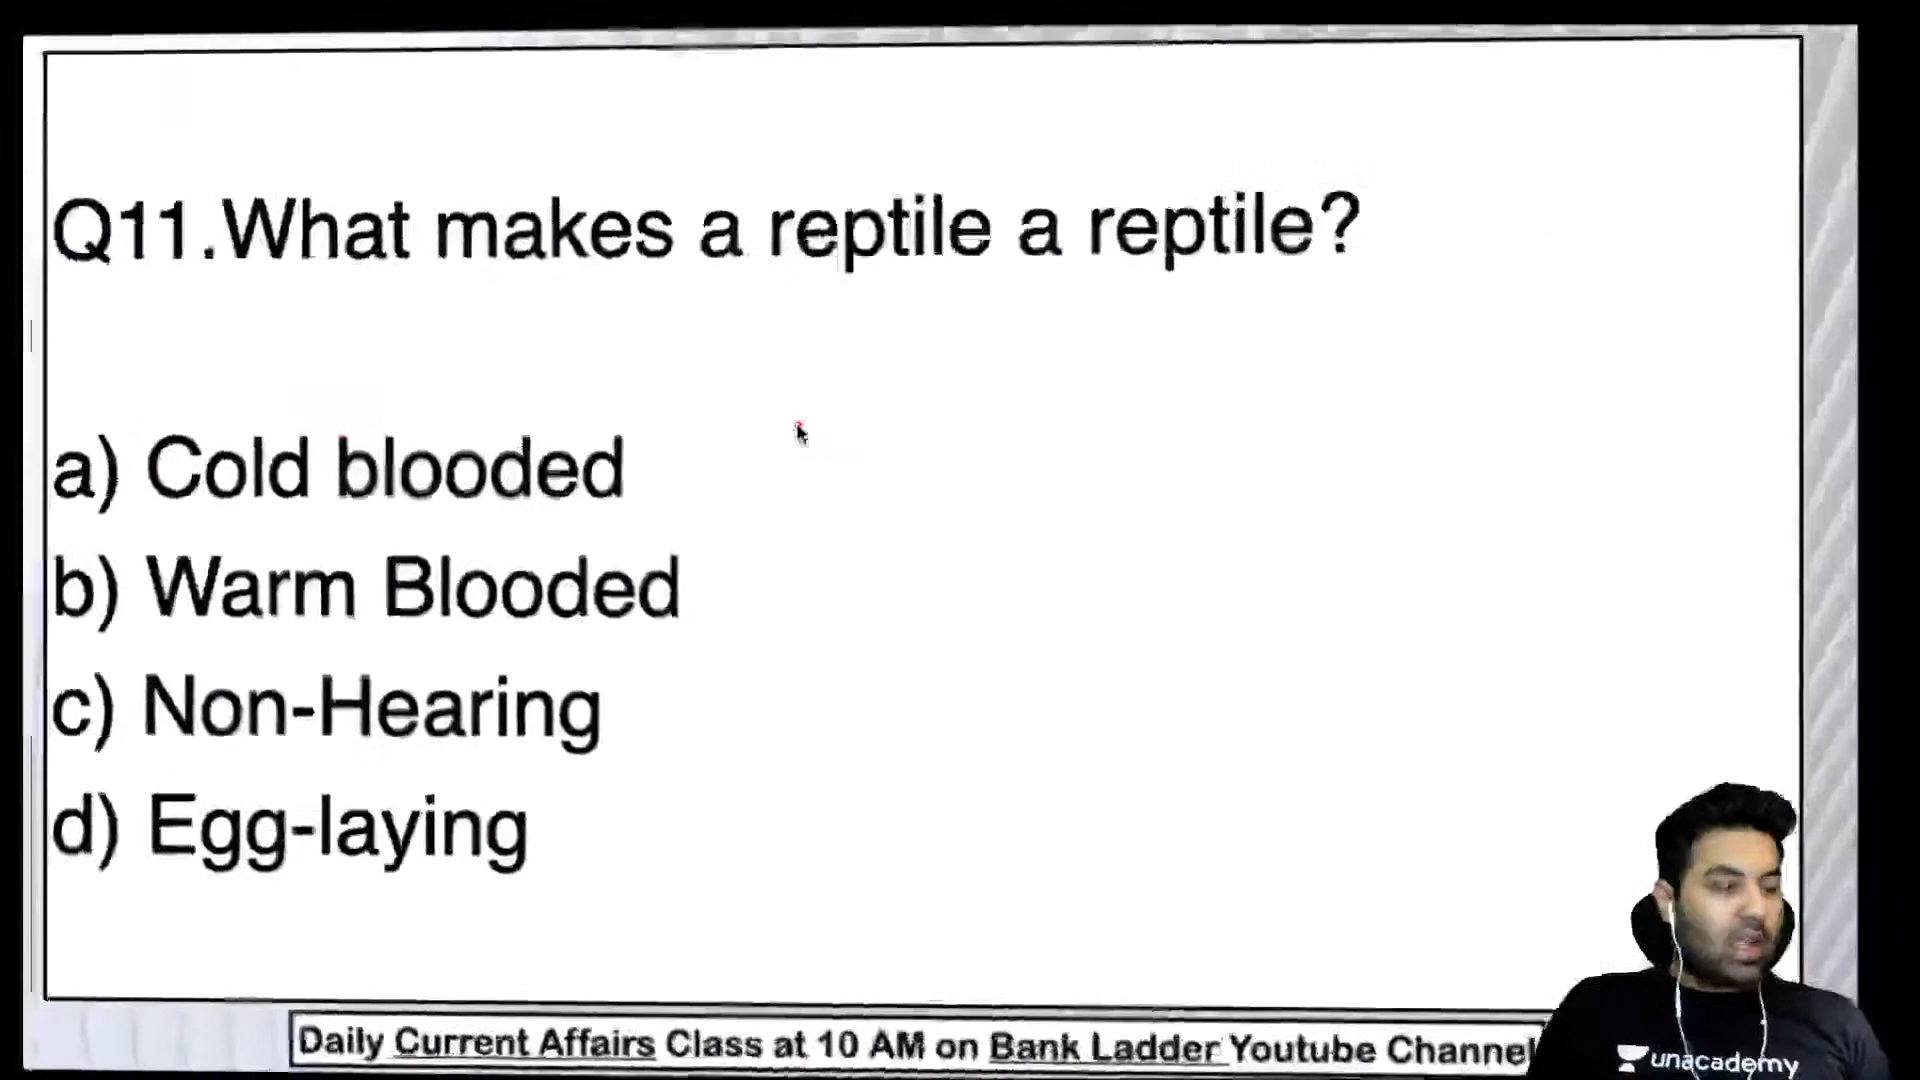 Q11.What makes a reptile a reptile?
a) Cold blooded
b) Warm Blooded
c) Non-Hearing
d) Egg-laying
Daily Current Affairs Class at 10 AM on Bank Ladder Youtube Channel
unacademy